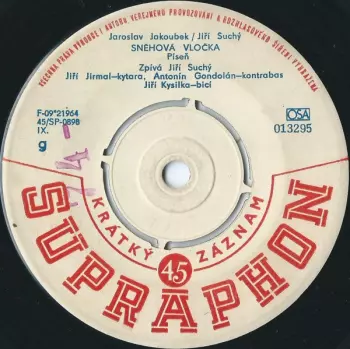 VŠECHNA PRÁVA VÝROBCE I AUTORA VEŘEJNÉHO PROVOZOVÁNÍ A ROZHLASOVÉHO ŠÍŘENÍ VYHRAŽENA
Jaroslav Jakoubek / Jiří Suchý
SNĚHOVÁ VLOČKA
Píseň
Zpívá Jiří Suchý
Jiří Jirmal-kytara, Antonín Gondolán-kontrabas
Jiří Kysilka-bicí
F-09*21964
45/SP-0898
IX.
g
OSA
013295
KRÁTKÝ 45 ZÁZNAM
SUPRAPHON